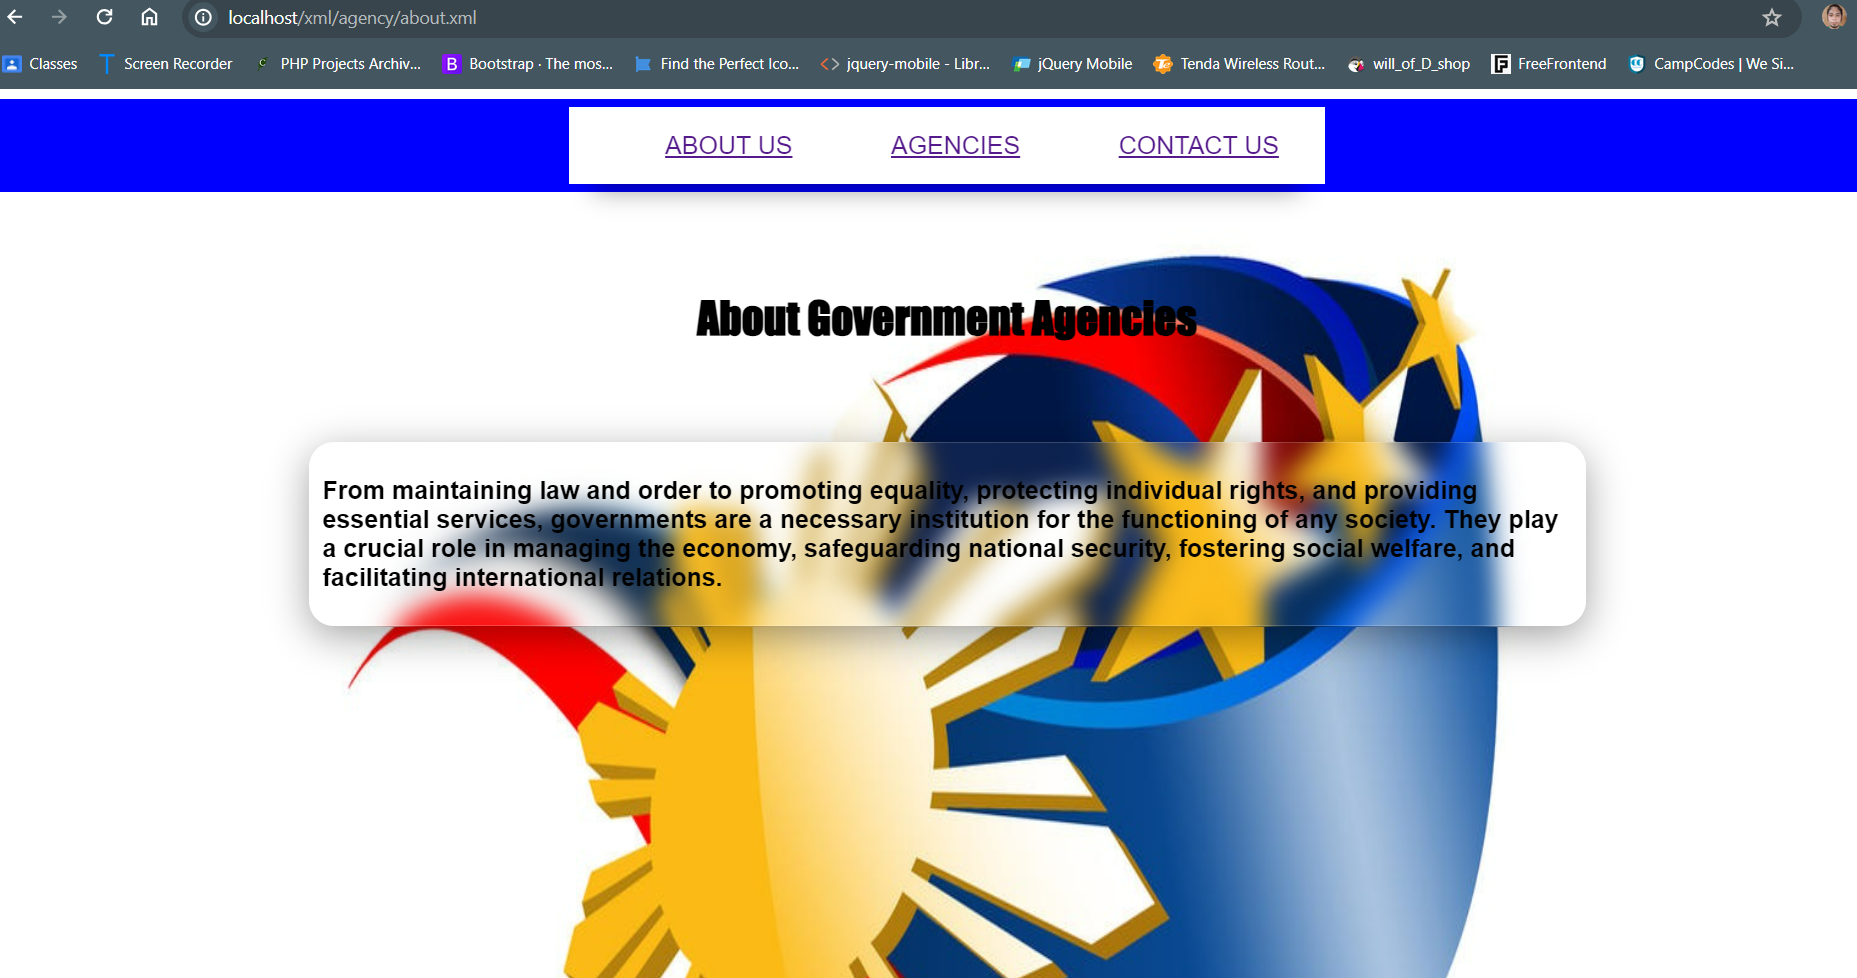 localhost/xml/agency/about.xml
Classes Screen Recorder PHP Projects Archiv... B Bootstrap · The mos... Find the Perfect Ico... jquery-mobile - Libr... jQuery Mobile Tenda Wireless Rout... will_of_D_shop FreeFrontend CampCodes | We Si...
ABOUT US AGENCIES CONTACT US
About Government Agencies
From maintaining law and order to promoting equality, protecting individual rights, and providing
essential services, governments are a necessary institution for the functioning of any society. They play
a crucial role in managing the economy, safeguarding national security, fostering social welfare, and
facilitating international relations.